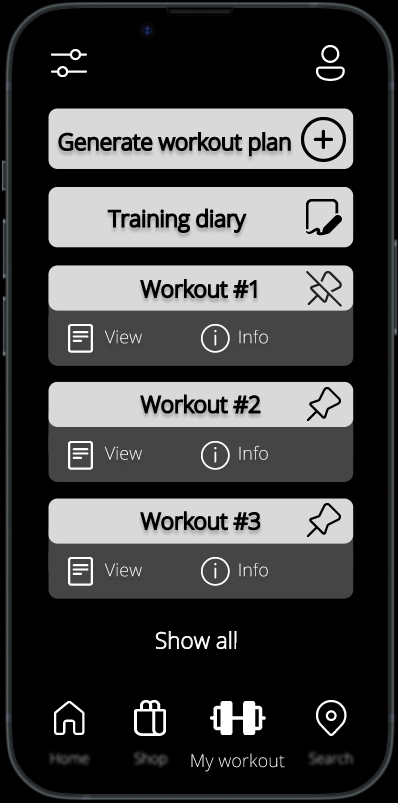 Generate workout plan
Training diary
Workout #1
View Info
Workout #2
View Info
Workout #3
View Info
Show all
Home Shop My workout Search